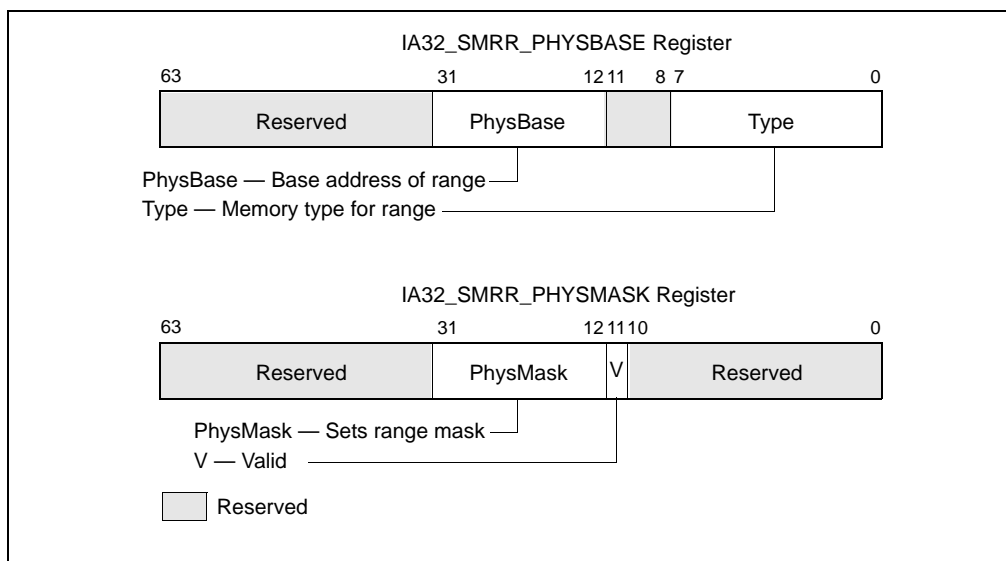 IA32_SMRR_PHYSBASE Register
63 31 12 11 8 7 0
Reserved PhysBase Type
PhysBase — Base address of range
Type — Memory type for range
IA32_SMRR_PHYSMASK Register
63 31 12 11 10 0
Reserved PhysMask V Reserved
PhysMask — Sets range mask
V — Valid
Reserved